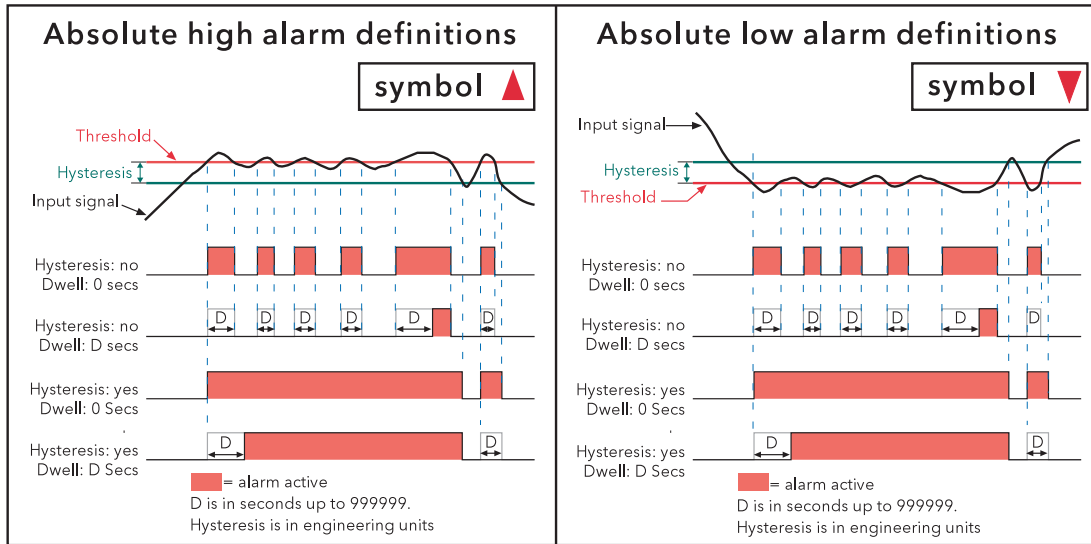 Absolute high alarm definitions
symbol
Threshold
Hysteresis
Input signal
Hysteresis: no
Dwell: 0 secs
Hysteresis: no
Dwell: D secs
D D D D D D
Hysteresis: yes
Dwell: 0 Secs
Hysteresis: yes
Dwell: D Secs
D D
= alarm active
D is in seconds up to 999999.
Hysteresis is in engineering units
Absolute low alarm definitions
symbol
Input signal
Hysteresis
Threshold
Hysteresis: no
Dwell: 0 secs
Hysteresis: no
Dwell: D secs
D D D D D D
Hysteresis: yes
Dwell: 0 Secs
Hysteresis: yes
Dwell: D Secs
D D
= alarm active
D is in seconds up to 999999.
Hysteresis is in engineering units